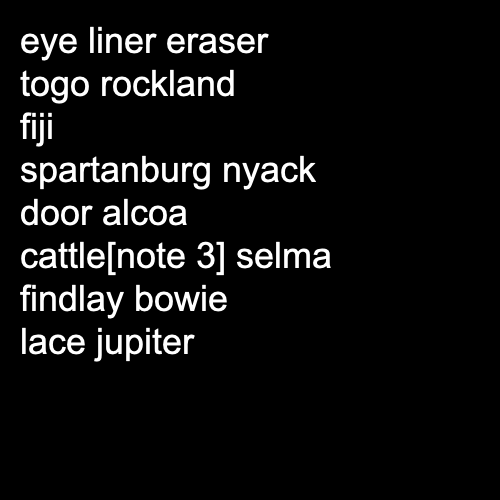 eye liner eraser
togo rockland
fiji
spartanburg nyack
door alcoa
cattle[note 3] selma
findlay bowie
lace jupiter